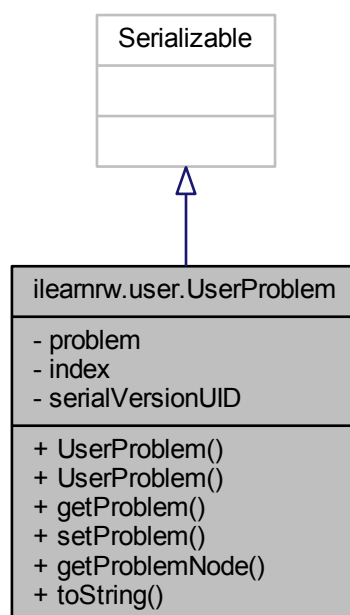 Serializable
ilearnrw.user.UserProblem
- problem
- index
- serialVersionUID
+ UserProblem()
+ UserProblem()
+ getProblem()
+ setProblem()
+ getProblemNode()
+ toString()